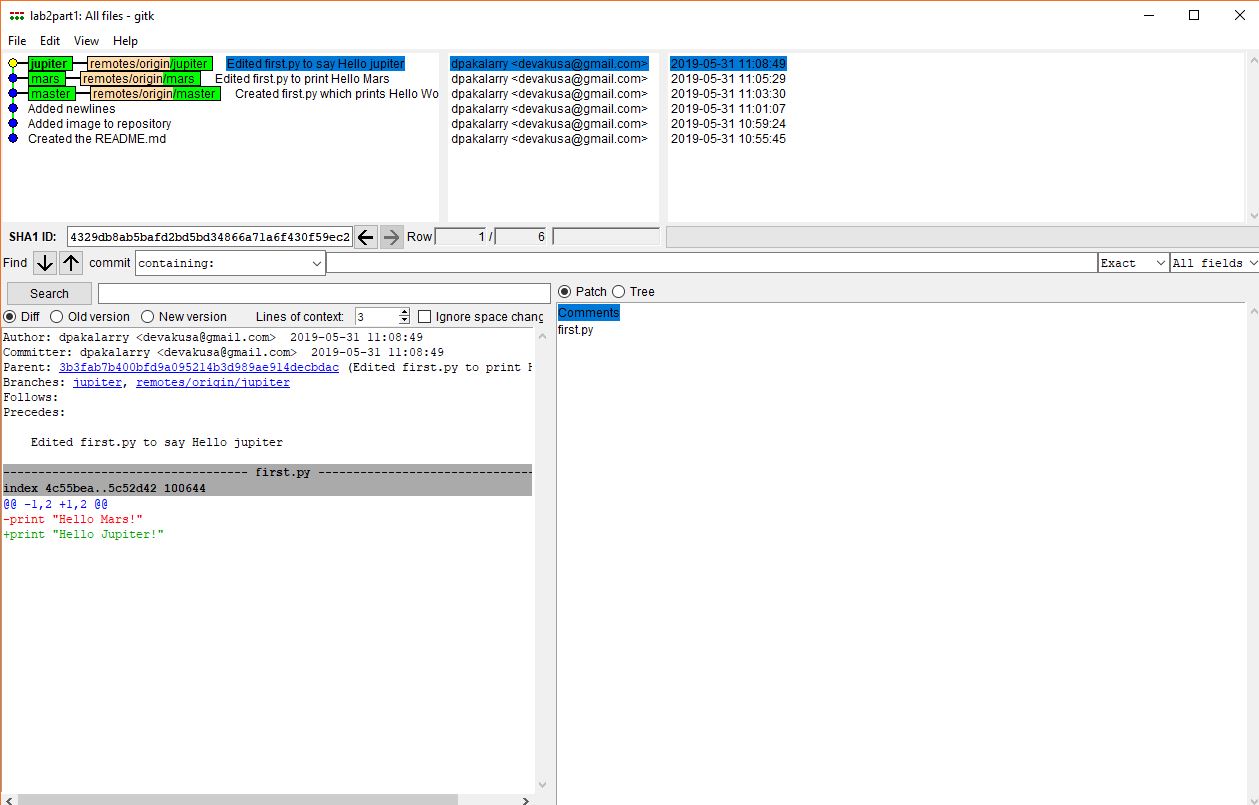 lab2part1: All files - gitk
File Edit View Help
jupiter remotes/origin/jupiter Edited first.py to say Hello jupiter dpakalarry <devakusa@gmail.com> 2019-05-31 11:08:49
mars remotes/origin/mars Edited first.py to print Hello Mars dpakalarry <devakusa@gmail.com> 2019-05-31 11:05:29
master remotes/origin/master Created first.py which prints Hello Wo dpakalarry <devakusa@gmail.com> 2019-05-31 11:03:30
Added newlines dpakalarry <devakusa@gmail.com> 2019-05-31 11:01:07
Added image to repository dpakalarry <devakusa@gmail.com> 2019-05-31 10:59:24
Created the README.md dpakalarry <devakusa@gmail.com> 2019-05-31 10:55:45
SHA1 ID: 4329db8ab5bafd2bd5bd34866a71a6f430f59ec2 Row 1 / 6
Find commit containing: Exact All fields
Search
Patch Tree
Diff Old version New version Lines of context: 3 Ignore space chang
Comments
first.py
Author: dpakalarry <devakusa@gmail.com> 2019-05-31 11:08:49
Committer: dpakalarry <devakusa@gmail.com> 2019-05-31 11:08:49
Parent: 3b3fab7b400bfd9a095214b3d989ae914decbdac (Edited first.py to print H
Branches: jupiter, remotes/origin/jupiter
Follows:
Precedes:
Edited first.py to say Hello jupiter
----------------------------------- first.py -------------------------------
index 4c55bea..5c52d42 100644
@@ -1,2 +1,2 @@
-print "Hello Mars!"
+print "Hello Jupiter!"